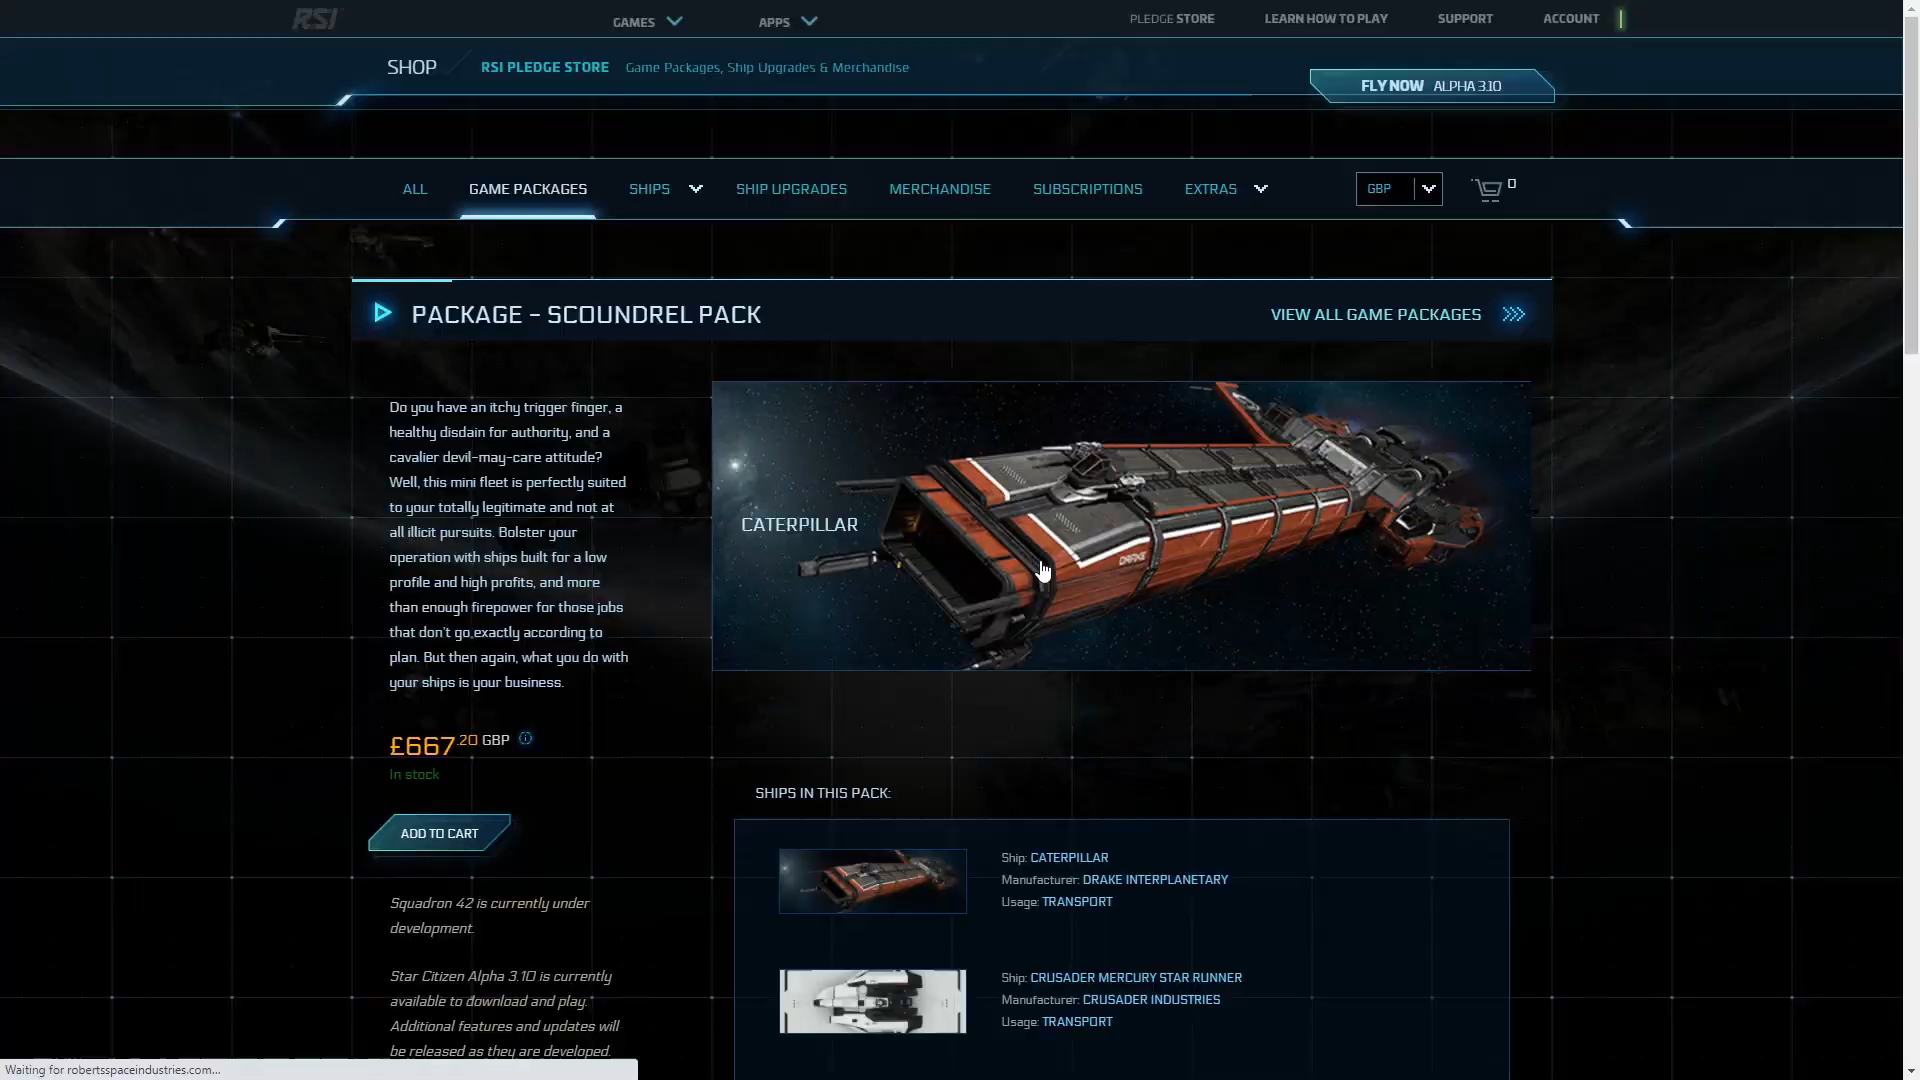 RSI
GAMES
APPS
PLEDGE STORE
LEARN HOW TO PLAY
SUPPORT
ACCOUNT
SHOP
RSI PLEDGE STORE
Game Packages, Ship Upgrades & Merchandise
FLY NOW ALPHA 3.10
ALL
GAME PACKAGES
SHIPS
SHIP UPGRADES
MERCHANDISE
SUBSCRIPTIONS
EXTRAS
GBP
0
PACKAGE - SCOUNDREL PACK
VIEW ALL GAME PACKAGES
Do you have an itchy trigger finger, a
healthy disdain for authority, and a
cavalier devil-may-care attitude?
Well, this mini fleet is perfectly suited
to your totally legitimate and not at
all illicit pursuits. Bolster your
operation with ships built for a low
profile and high profits, and more
than enough firepower for those jobs
that don't go exactly according to
plan. But then again, what you do with
your ships is your business.
CATERPILLAR
DRAKE
£667.20 GBP
In stock
ADD TO CART
SHIPS IN THIS PACK:
Ship: CATERPILLAR
Manufacturer: DRAKE INTERPLANETARY
Usage: TRANSPORT
Ship: CRUSADER MERCURY STAR RUNNER
Manufacturer: CRUSADER INDUSTRIES
Usage: TRANSPORT
Squadron 42 is currently under
development.
Star Citizen Alpha 3.10 is currently
available to download and play.
Additional features and updates will
be released as they are developed.
Waiting for robertsspaceindustries.com...